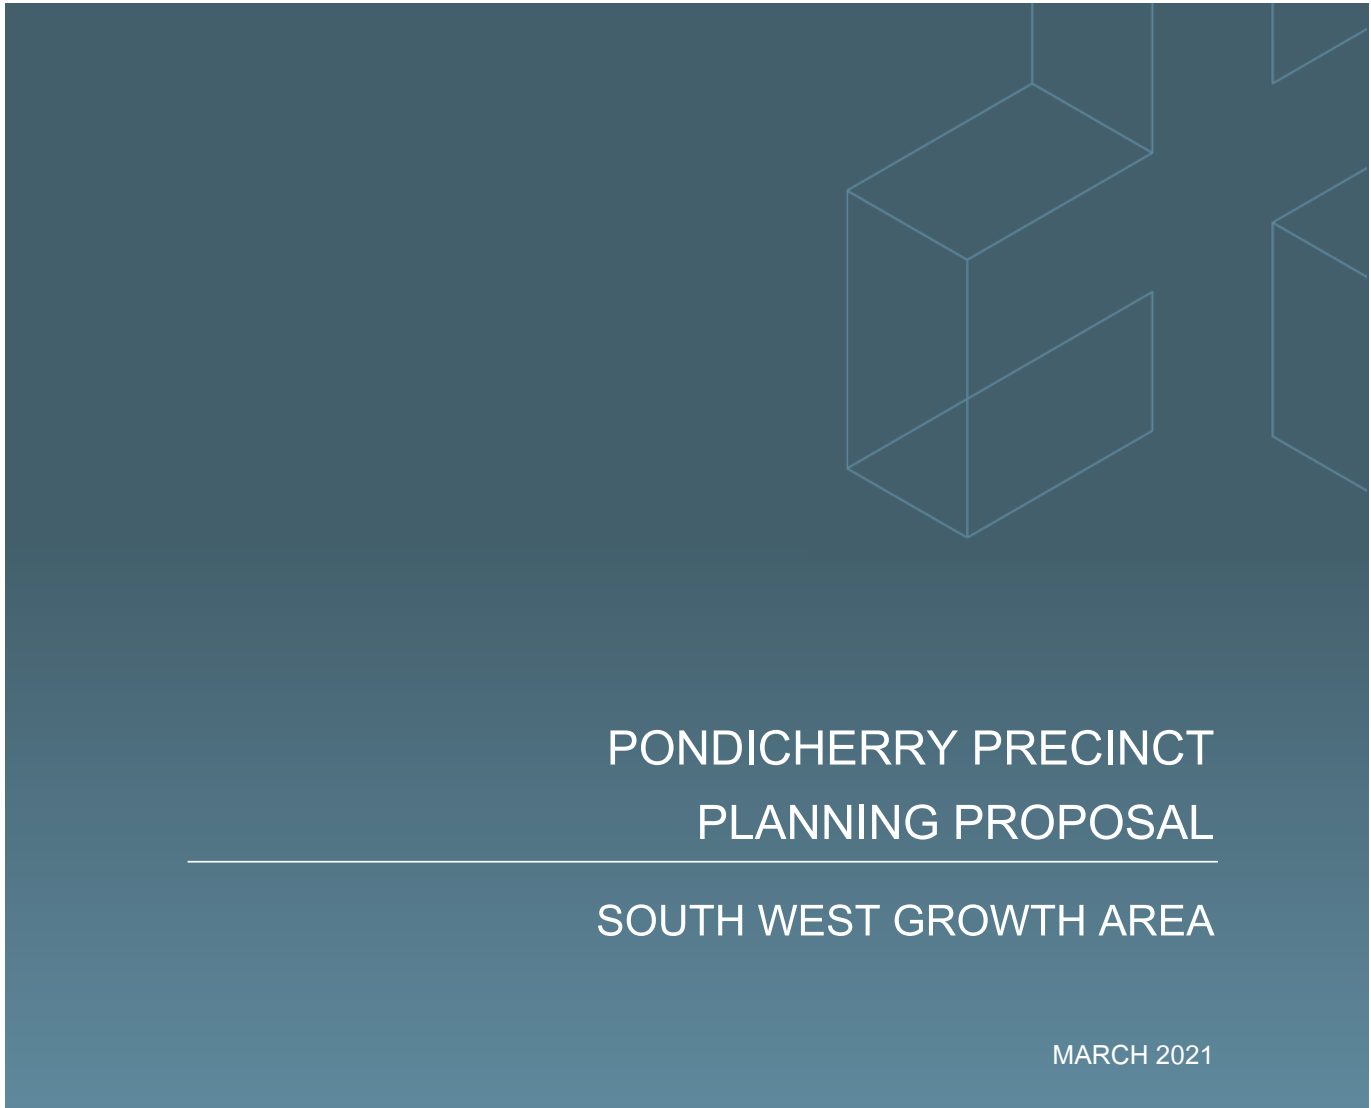 PONDICHERRY PRECINCT
PLANNING PROPOSAL
SOUTH WEST GROWTH AREA
MARCH 2021